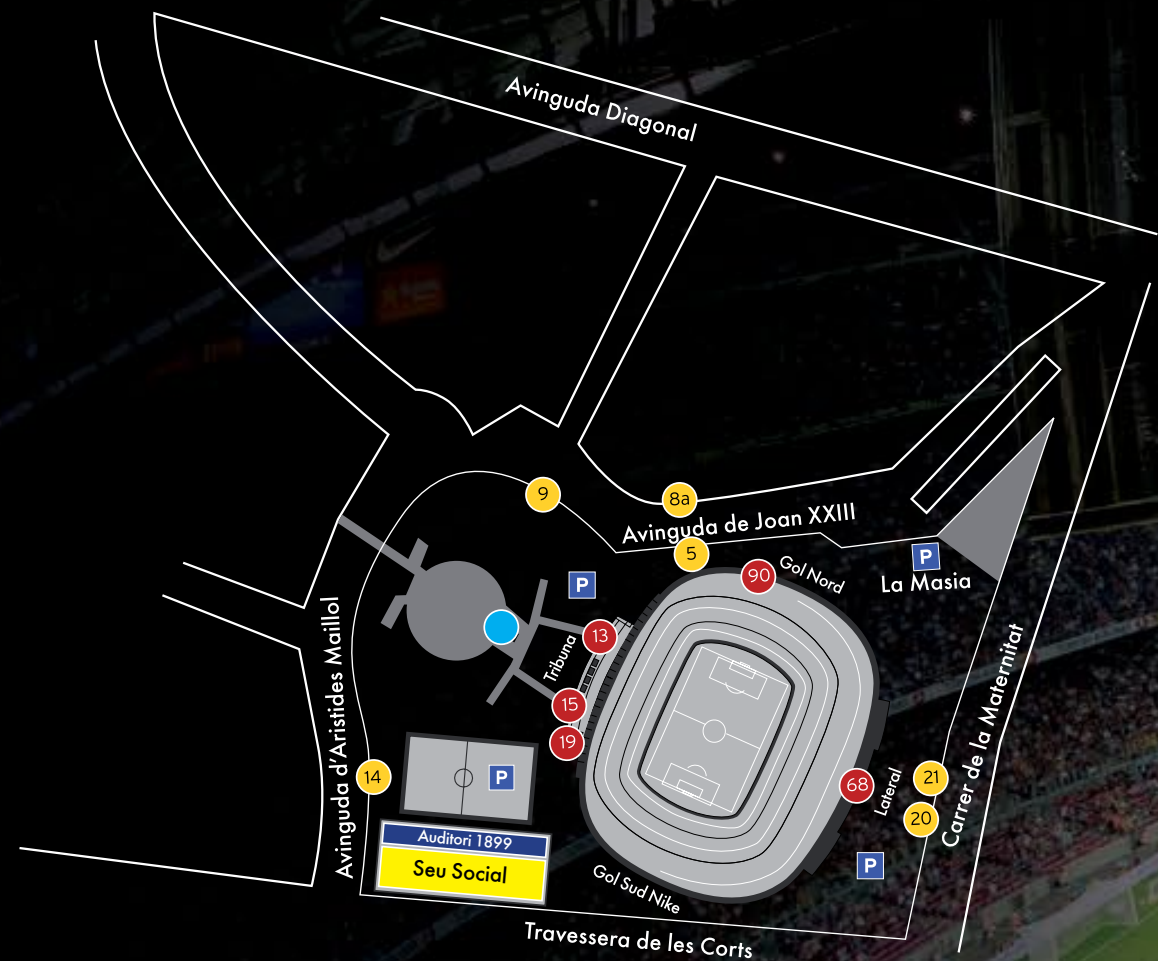 Avinguda Diagonal
9
8a
Avinguda de Joan XXIII
5
90
Gol Nord
P
La Masia
P
13
Tribuna
15
19
Avinguda d'Aristides Maillol
14
P
68
Lateral
21
20
Carrer de la Maternitat
P
Auditori 1899
Seu Social
Gol Sud Nike
Travessera de les Corts